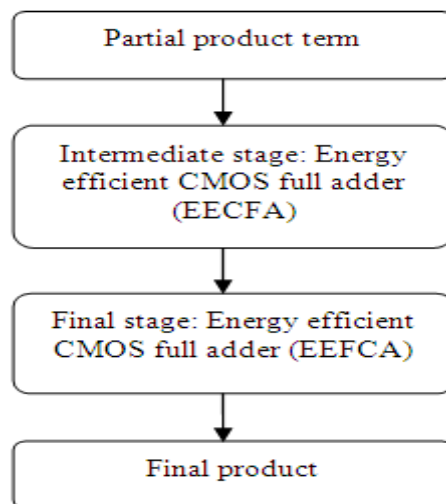 Partial product term
Intermediate stage: Energy
efficient CMOS full adder
(EECFA)
Final stage: Energy efficient
CMOS full adder (EEFCA)
Final product